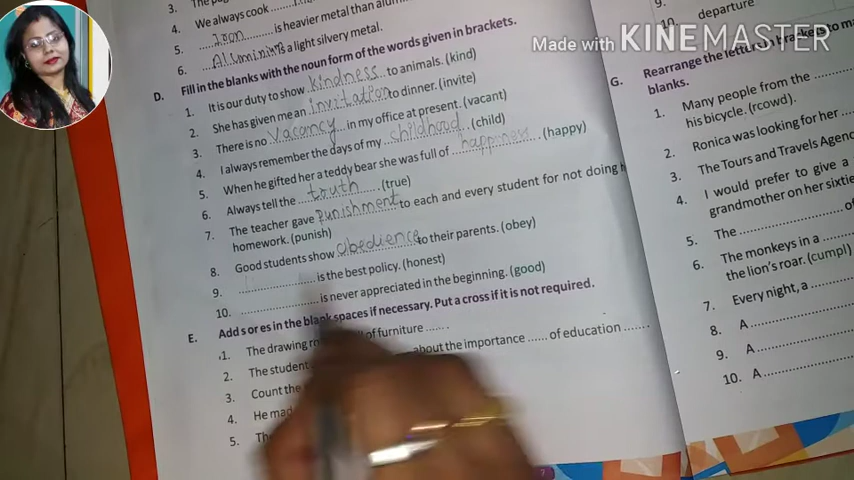 3. The
4. We always cook
5. Iron is heavier metal than
6. is a light silvery metal.
D. Fill in the blanks with the noun form of the words given in brackets.
1. It is our duty to show kindness to animals. (kind)
2. She has given me an invitation to dinner. (invite)
3. There is no Vacancy in my office at present. (vacant)
4. I always remember the days of my childhood. (child)
5. When he gifted her a teddy bear she was full of happiness. (happy)
6. Always tell the truth. (true)
7. The teacher gave Punishment to each and every student for not doing
homework. (punish)
8. Good students show obedience to their parents. (obey)
9. .................... is the best policy. (honest)
10. .................... is never appreciated in the beginning. (good)
E. Add s or es in the blank spaces if necessary. Put a cross if it is not required.
1. The drawing of furniture ......
2. The student about the importance ...... of education ......
3. Count the
4. He
5.
9.
10. departure
G. Rearrange the letters in brackets to
blanks.
1. Many people from the ..........
his bicycle. (rcowd).
2. Ronica was looking for her ....
3. The Tours and Travels
4. I would prefer to give a
grandmother on her
5. The ....................
6. The monkeys in a ........
the lion's roar. (cumpl)
7. Every night, a ..........
8. A ....................
9. A ....................
10. A ....................
7
Made with KINEMASTER